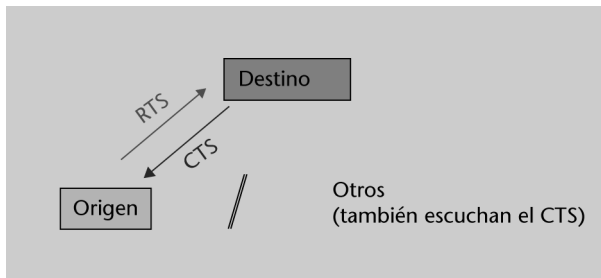 Destino
RTS
CTS
Origen
Otros
(también escuchan el CTS)